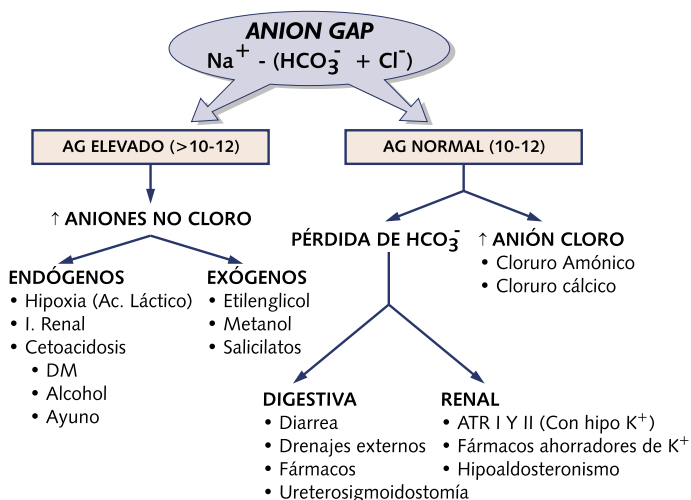 ANION GAP
Na⁺ - (HCO₃⁻ + Cl⁻)
AG ELEVADO (>10-12)
↑ ANIONES NO CLORO
ENDÓGENOS
• Hipoxia (Ac. Láctico)
• I. Renal
• Cetoacidosis
• DM
• Alcohol
• Ayuno
EXÓGENOS
• Etilenglicol
• Metanol
• Salicilatos
AG NORMAL (10-12)
PÉRDIDA DE HCO₃⁻
DIGESTIVA
• Diarrea
• Drenajes externos
• Fármacos
• Ureterosigmoidostomía
RENAL
• ATR I Y II (Con hipo K⁺)
• Fármacos ahorradores de K⁺
• Hipoaldosteronismo
↑ ANIÓN CLORO
• Cloruro Amónico
• Cloruro cálcico